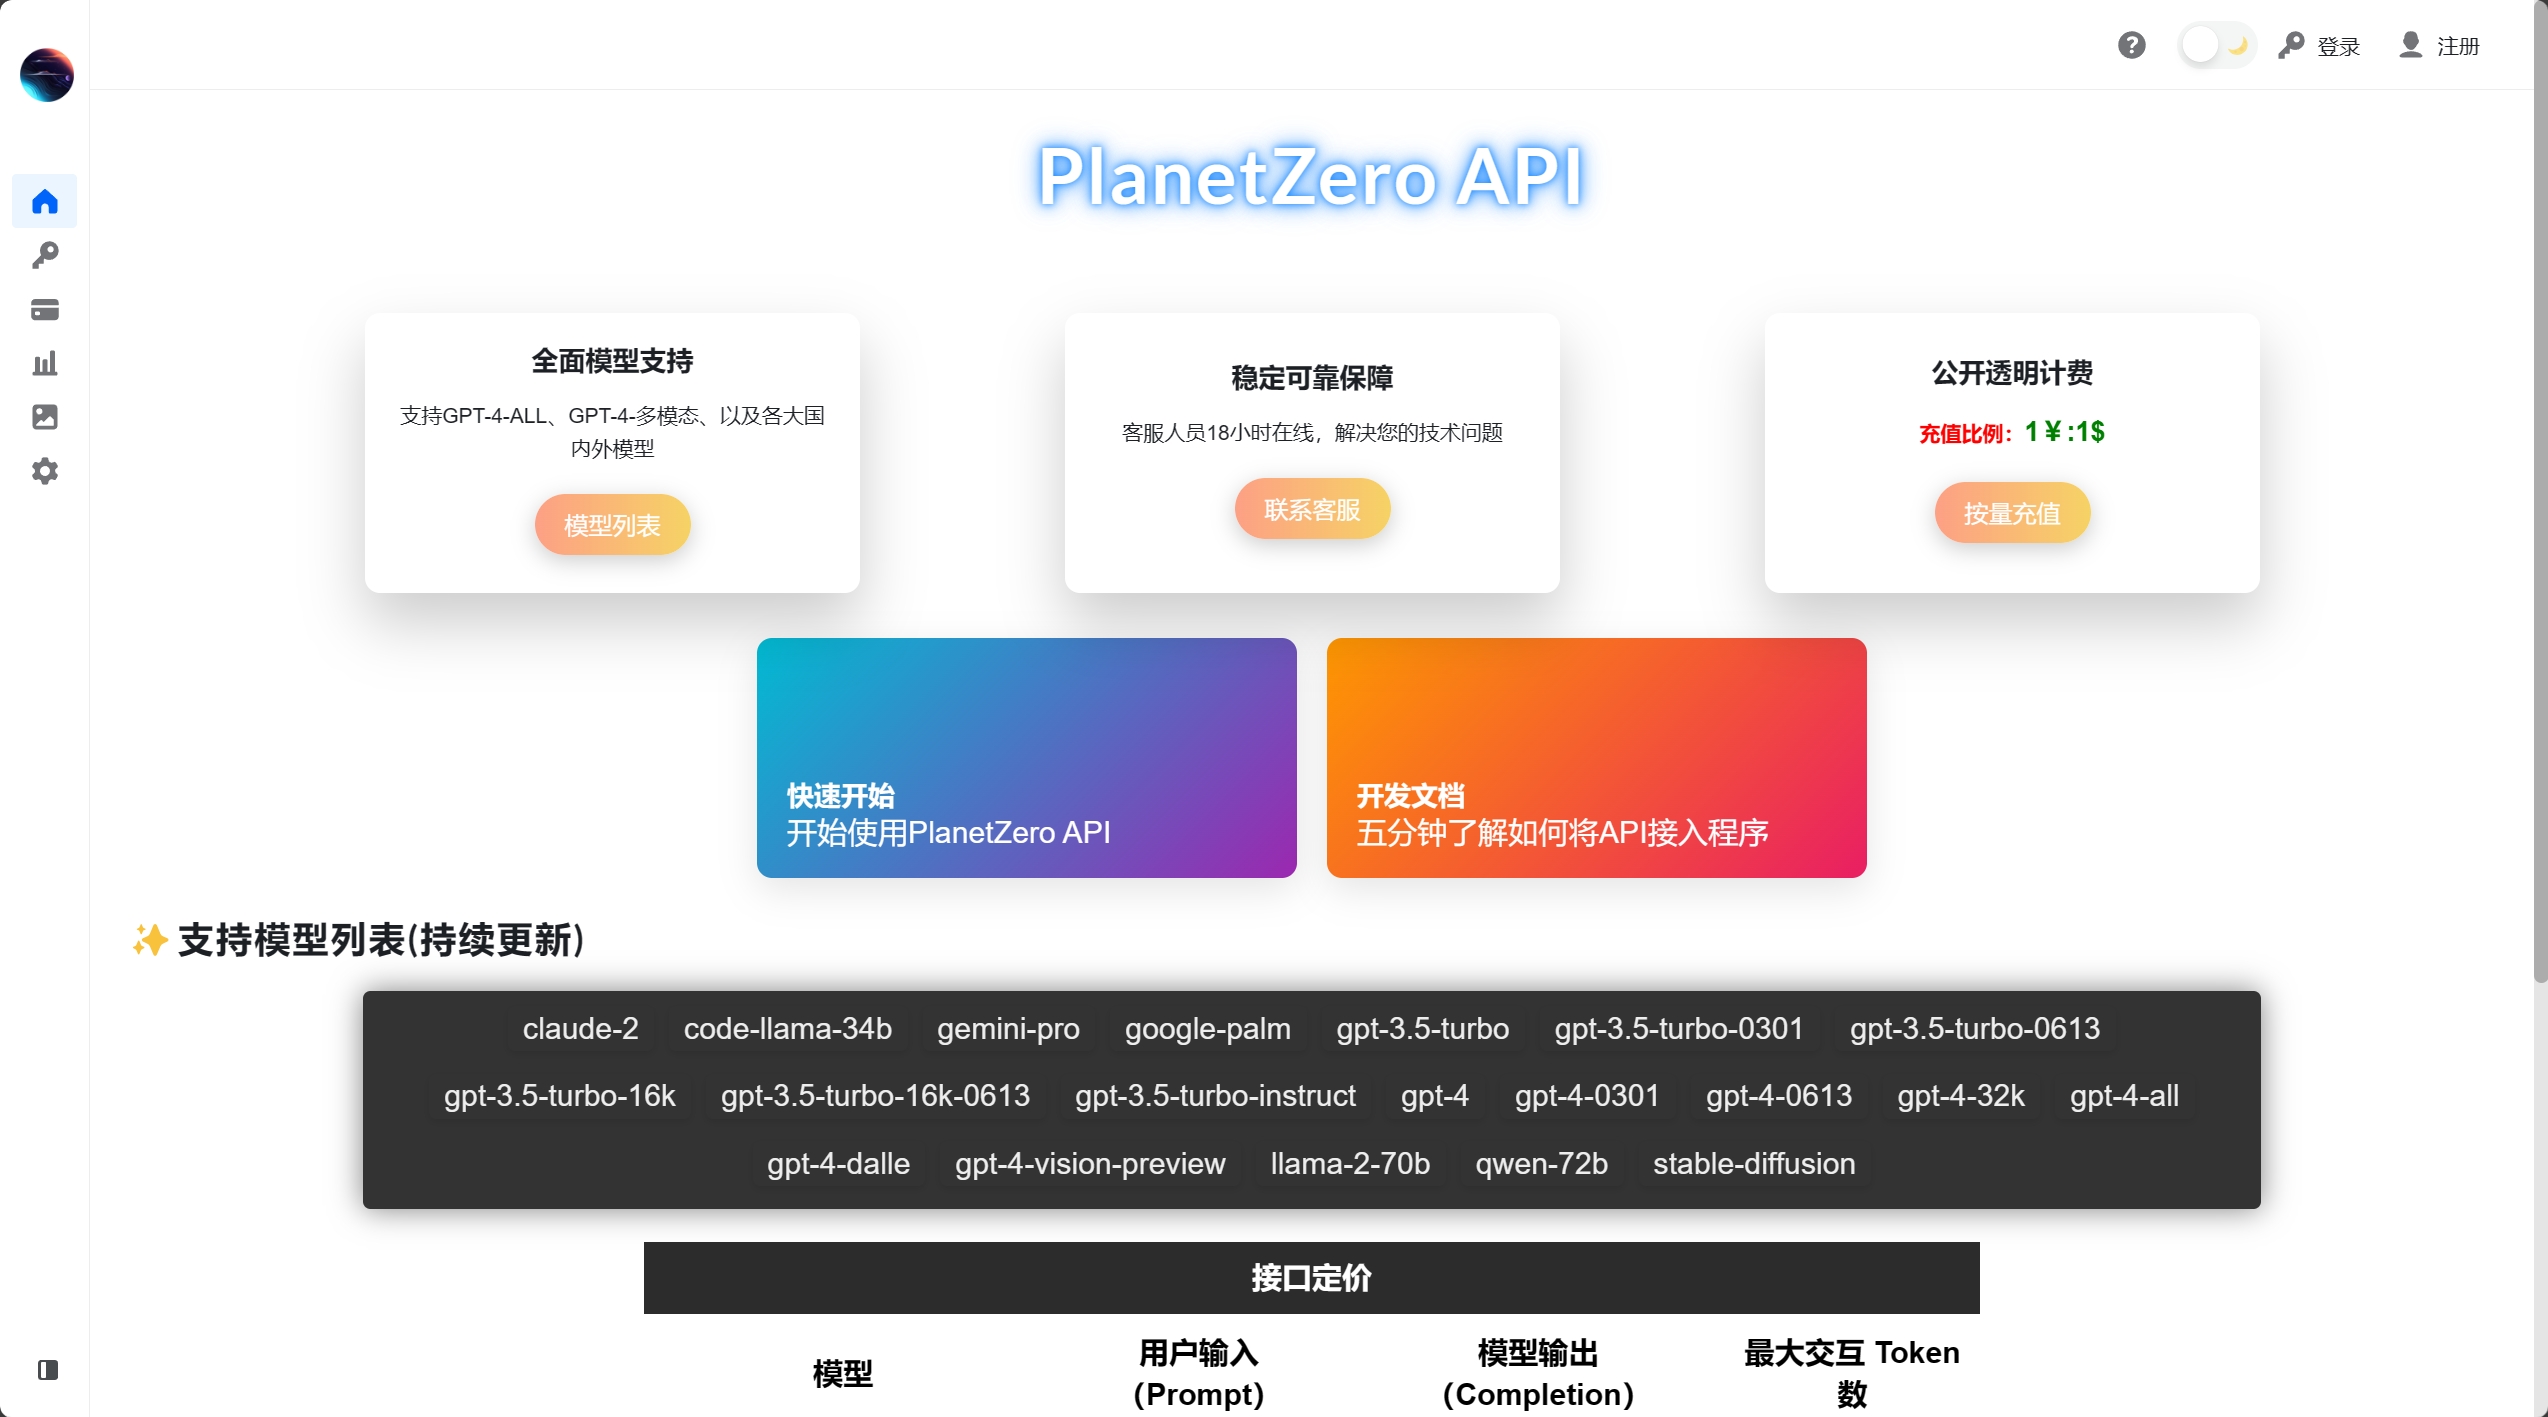 登录
注册
PlanetZero API
全面模型支持
支持GPT-4-ALL、GPT-4-多模态、以及各大国
内外模型
模型列表
稳定可靠保障
客服人员18小时在线，解决您的技术问题
联系客服
公开透明计费
充值比例：1￥:1$
按量充值
快速开始
开始使用PlanetZero API
开发文档
五分钟了解如何将API接入程序
✨ 支持模型列表(持续更新)
claude-2 code-llama-34b gemini-pro google-palm gpt-3.5-turbo gpt-3.5-turbo-0301 gpt-3.5-turbo-0613
gpt-3.5-turbo-16k gpt-3.5-turbo-16k-0613 gpt-3.5-turbo-instruct gpt-4 gpt-4-0301 gpt-4-0613 gpt-4-32k gpt-4-all
gpt-4-dalle gpt-4-vision-preview llama-2-70b qwen-72b stable-diffusion
接口定价
模型
用户输入
（Prompt）
模型输出
（Completion）
最大交互 Token
数